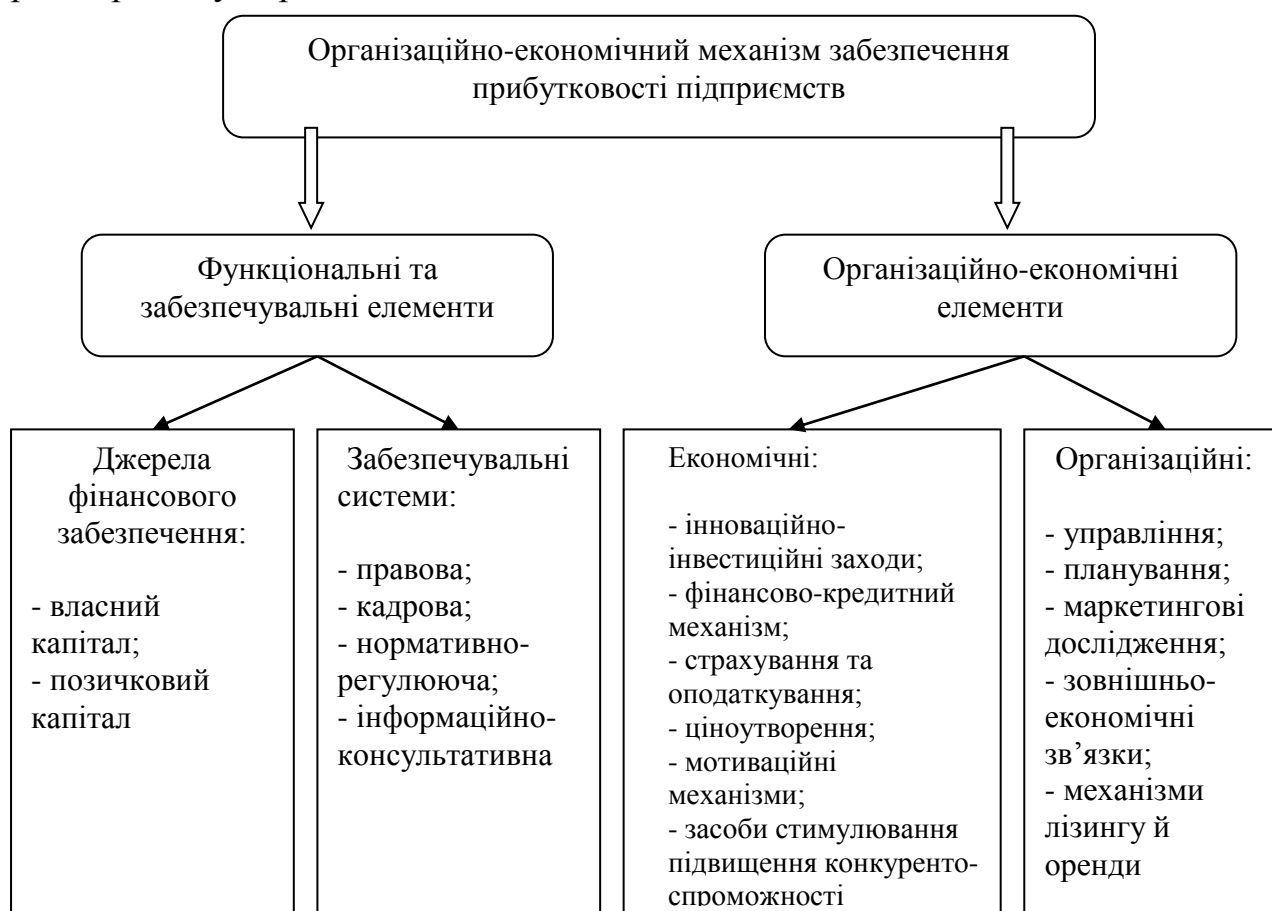 Організаційно-економічний механізм забезпечення
прибутковості підприємств
Функціональні та
забезпечувальні елементи
Організаційно-економічні
елементи
Джерела
фінансового
забезпечення:
- власний
капітал;
- позичковий
капітал
Забезпечувальні
системи:
- правова;
- кадрова;
- нормативно-
регулююча;
- інформаційно-
консультативна
Економічні:
- інноваційно-
інвестиційні заходи;
- фінансово-кредитний
механізм;
- страхування та
оподаткування;
- ціноутворення;
- мотиваційні
механізми;
- засоби стимулювання
підвищення конкуренто-
спроможності
Організаційні:
- управління;
- планування;
- маркетингові
дослідження;
- зовнішньо-
економічні
зв’язки;
- механізми
лізингу й
оренди